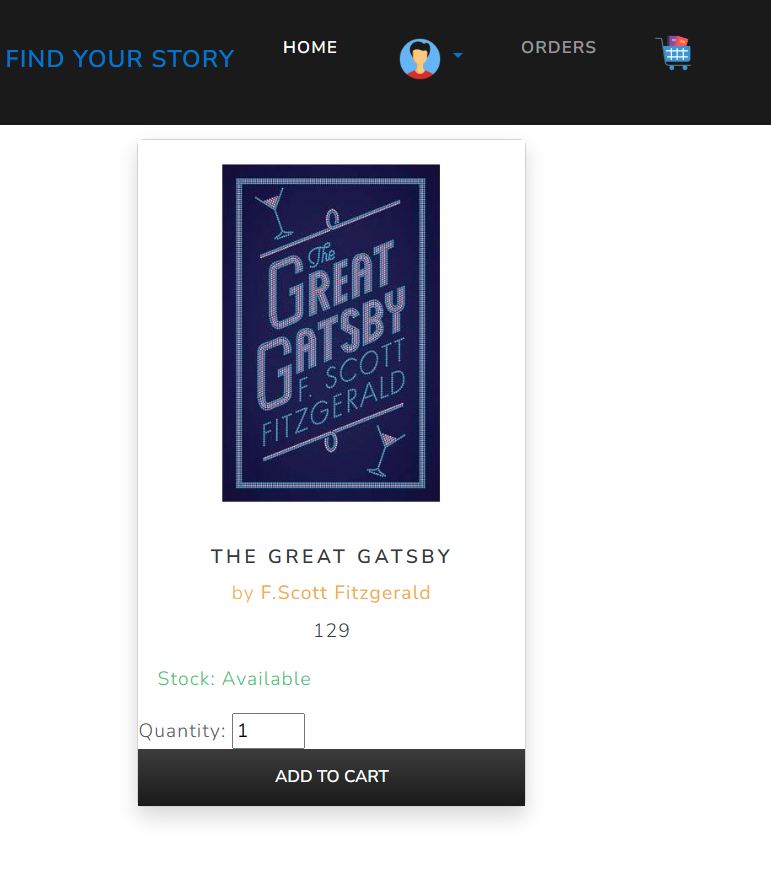 FIND YOUR STORY
HOME
ORDERS
The
GREAT
GATSBY
F. SCOTT
FITZGERALD
THE GREAT GATSBY
by F.Scott Fitzgerald
129
Stock: Available
Quantity: 1
ADD TO CART